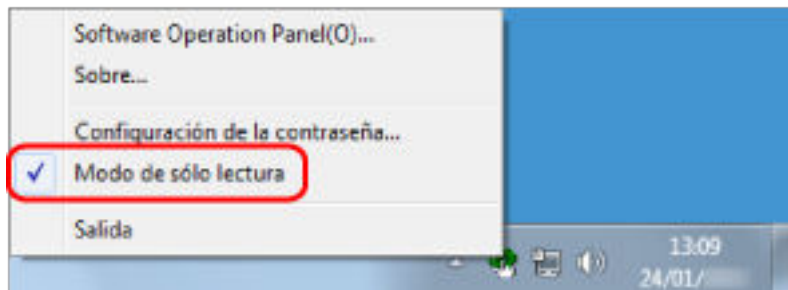 Software Operation Panel(O)...
Sobre...
Configuración de la contraseña...
Modo de sólo lectura
Salida
13:09
24/01/